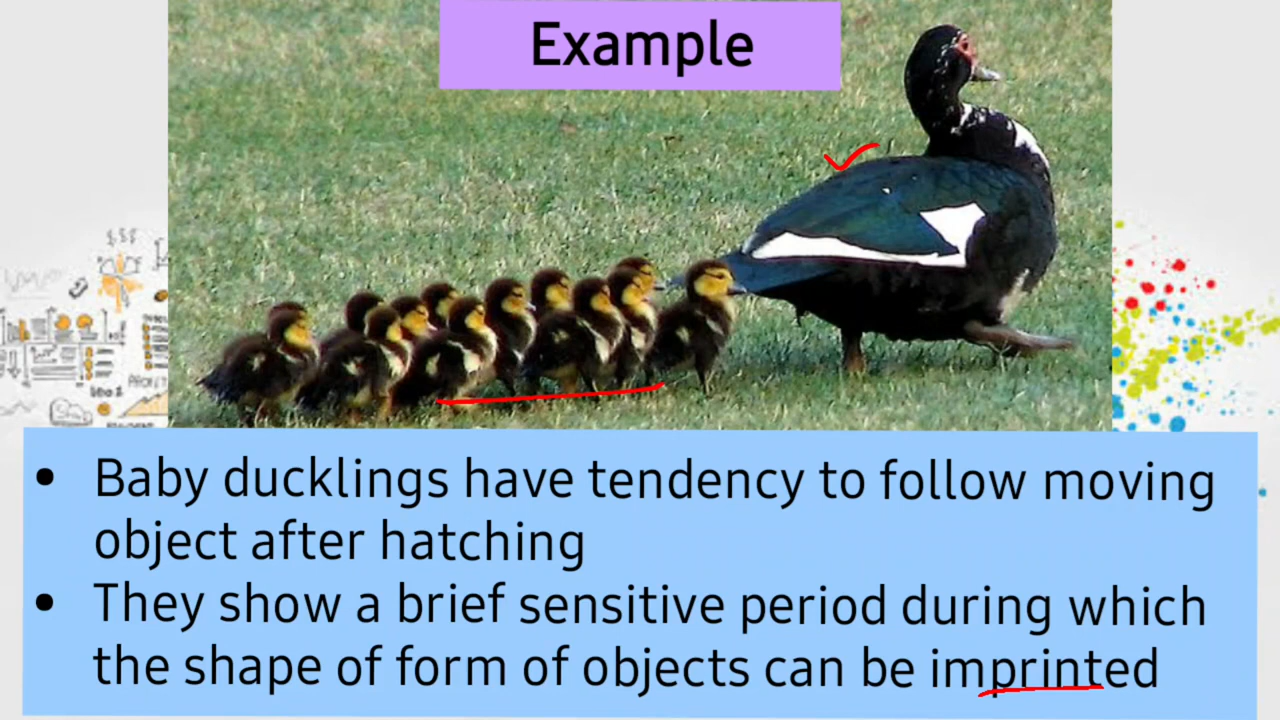 Example
$$$
• Baby ducklings have tendency to follow moving
object after hatching
• They show a brief sensitive period during which
the shape of form of objects can be imprinted